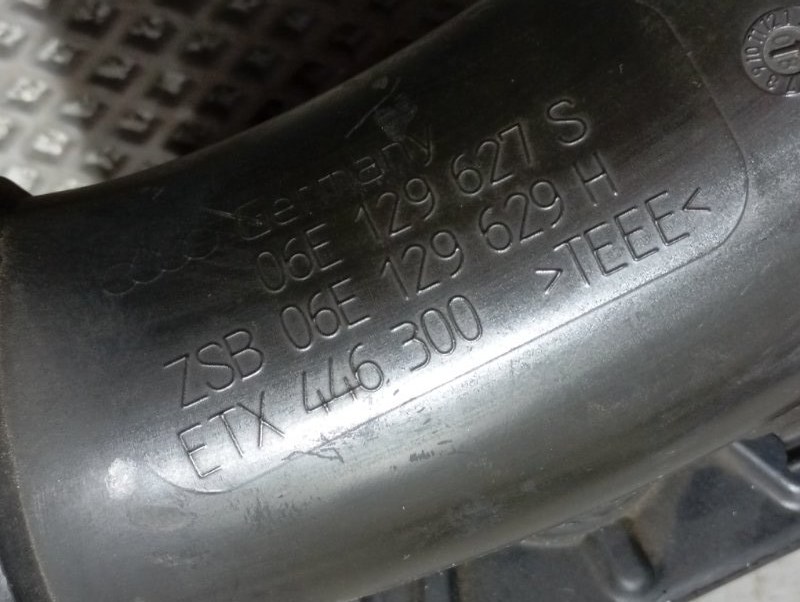 Germany
06E 129 627 S
ZSB 06E 129 629 H
ETX 446.300 >TEEE<